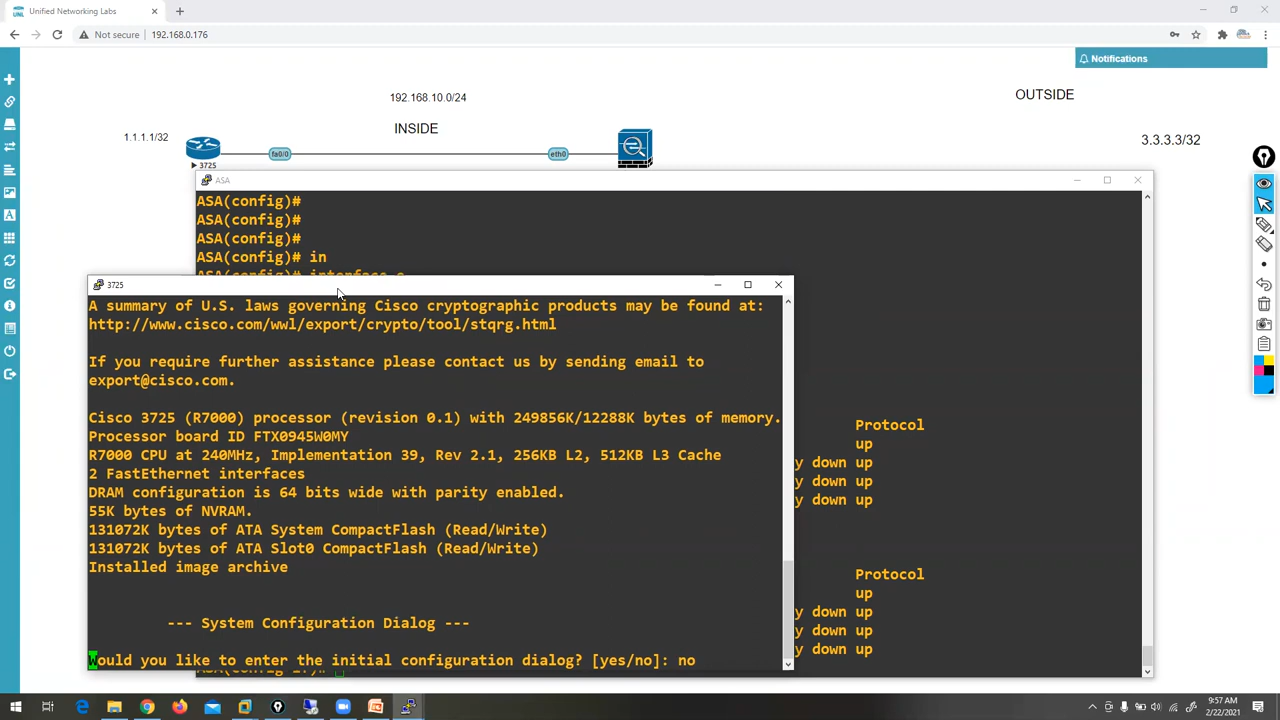 Unified Networking Labs
Not secure
192.168.0.176
Notifications
192.168.10.0/24
OUTSIDE
INSIDE
1.1.1.1/32
3.3.3.3/32
fa0/0
eth0
3725
ASA
ASA(config)#
ASA(config)#
ASA(config)#
ASA(config)# in
ASA(config)# interface e
3725
A summary of U.S. laws governing Cisco cryptographic products may be found at:
http://www.cisco.com/wwl/export/crypto/tool/stqrg.html
If you require further assistance please contact us by sending email to
export@cisco.com.
Cisco 3725 (R7000) processor (revision 0.1) with 249856K/12288K bytes of memory.
Processor board ID FTX0945W0MY
R7000 CPU at 240MHz, Implementation 39, Rev 2.1, 256KB L2, 512KB L3 Cache
2 FastEthernet interfaces
DRAM configuration is 64 bits wide with parity enabled.
55K bytes of NVRAM.
131072K bytes of ATA System CompactFlash (Read/Write)
131072K bytes of ATA Slot0 CompactFlash (Read/Write)
Installed image archive
--- System Configuration Dialog ---
Would you like to enter the initial configuration dialog? [yes/no]: no
Protocol
up
y down up
y down up
y down up
Protocol
up
y down up
y down up
y down up
9:57 AM
2/22/2021